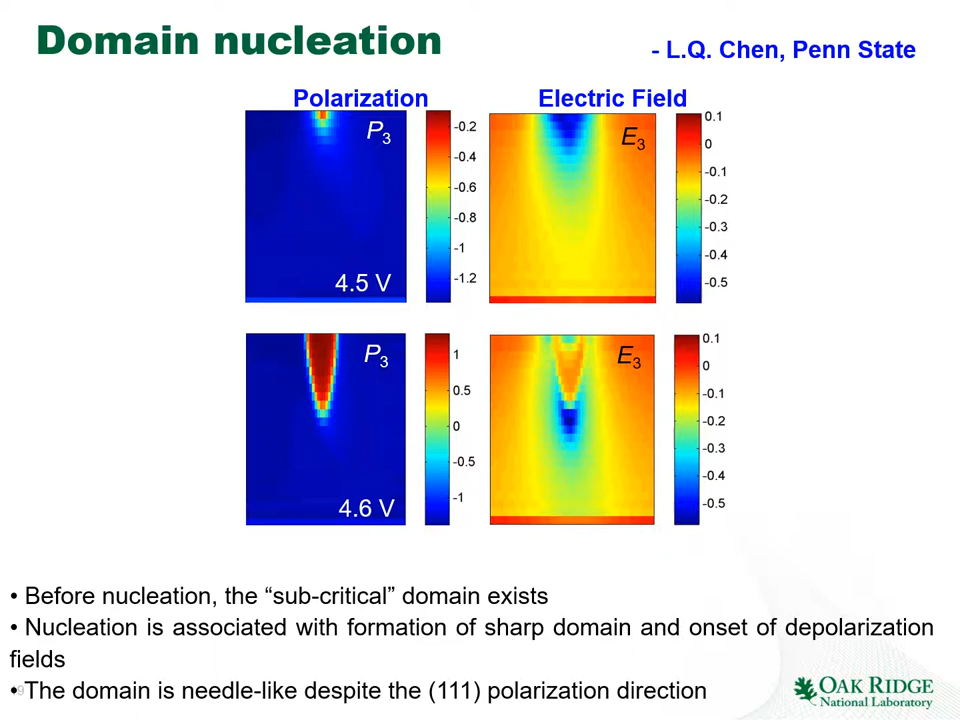 Domain nucleation
- L.Q. Chen, Penn State
Polarization
Electric Field
P3
-0.2
-0.4
-0.6
-0.8
-1
-1.2
4.5 V
E3
0.1
0
-0.1
-0.2
-0.3
-0.4
-0.5
P3
1
0.5
0
-0.5
-1
4.6 V
E3
0.1
0
-0.1
-0.2
-0.3
-0.4
-0.5
• Before nucleation, the “sub-critical” domain exists
• Nucleation is associated with formation of sharp domain and onset of depolarization
fields
• The domain is needle-like despite the (111) polarization direction
9
OAK RIDGE
National Laboratory